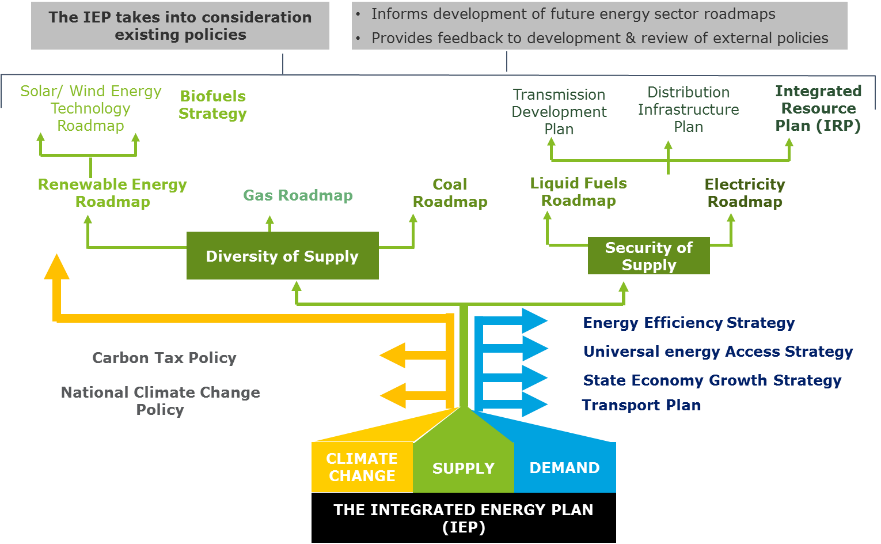 The IEP takes into consideration
existing policies
• Informs development of future energy sector roadmaps
• Provides feedback to development & review of external policies
Solar/ Wind Energy
Technology
Roadmap
Biofuels
Strategy
Transmission
Development
Plan
Distribution
Infrastructure
Plan
Integrated
Resource
Plan (IRP)
Renewable Energy
Roadmap
Gas Roadmap
Coal
Roadmap
Liquid Fuels
Roadmap
Electricity
Roadmap
Diversity of Supply
Security of
Supply
Carbon Tax Policy
National Climate Change
Policy
Energy Efficiency Strategy
Universal energy Access Strategy
State Economy Growth Strategy
Transport Plan
CLIMATE
CHANGE
SUPPLY
DEMAND
THE INTEGRATED ENERGY PLAN
(IEP)